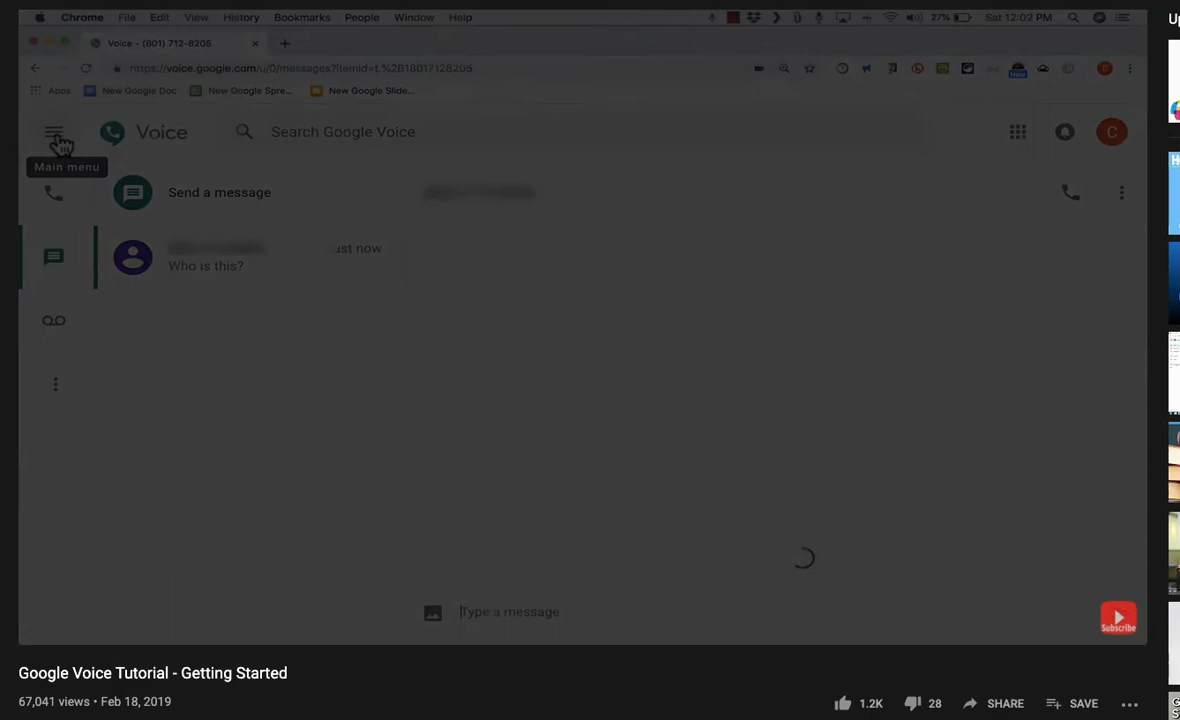 Chrome File Edit View History Bookmarks People Window Help 27% Sat 12:02 PM
Voice - (801) 712-8205
https://voice.google.com/u/0/messages?itemId=t.%2B18017128205
New
Apps New Google Doc New Google Spre... New Google Slide...
Voice Search Google Voice C
Main menu
Send a message
ust now
Who is this?
Type a message
Subscribe
Google Voice Tutorial - Getting Started
67,041 views • Feb 18, 2019
1.2K 28 SHARE SAVE